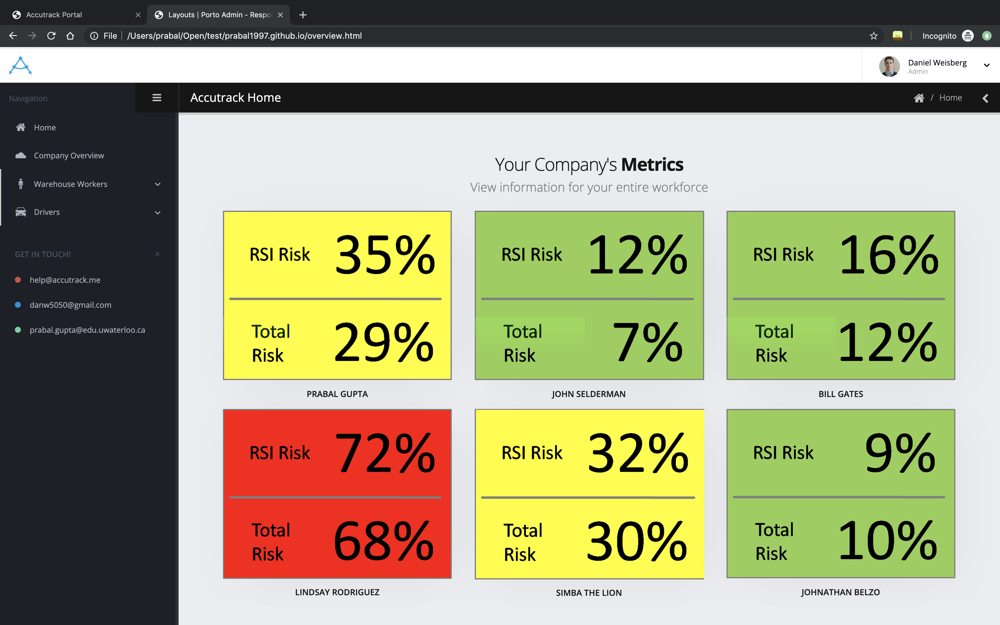 Accutrack Portal
Layouts | Porto Admin - Respo
File
/Users/prabal/Open/test/prabal1997.github.io/overview.html
Incognito
Daniel Weisberg
Admin
Navigation
Accutrack Home
/ Home
Home
Company Overview
Warehouse Workers
Drivers
GET IN TOUCH!
help@accutrack.me
danw5050@gmail.com
prabal.gupta@edu.uwaterloo.ca
Your Company's Metrics
View information for your entire workforce
RSI Risk 35%
Total
Risk
29%
PRABAL GUPTA
RSI Risk 12%
Total
Risk
7%
JOHN SELDERMAN
RSI Risk 16%
Total
Risk
12%
BILL GATES
RSI Risk 72%
Total
Risk
68%
LINDSAY RODRIGUEZ
RSI Risk 32%
Total
Risk
30%
SIMBA THE LION
RSI Risk 9%
Total
Risk
10%
JOHNATHAN BELZO